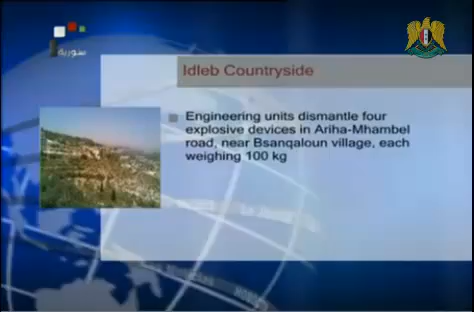 سورية
Idleb Countryside
Engineering units dismantle four
explosive devices in Ariha-Mhambel
road, near Bsanqaloun village, each
weighing 100 kg